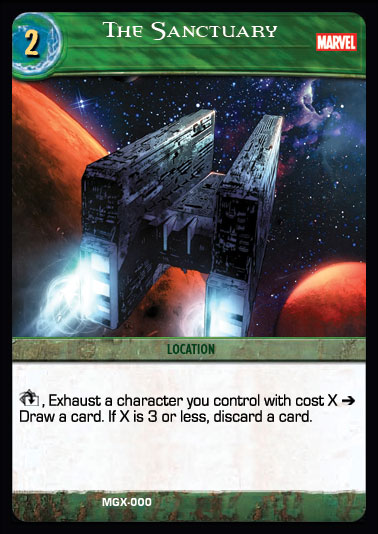 2
The Sanctuary
MARVEL
LOCATION
, Exhaust a character you control with cost X ➔
Draw a card. If X is 3 or less, discard a card.
MGX-000